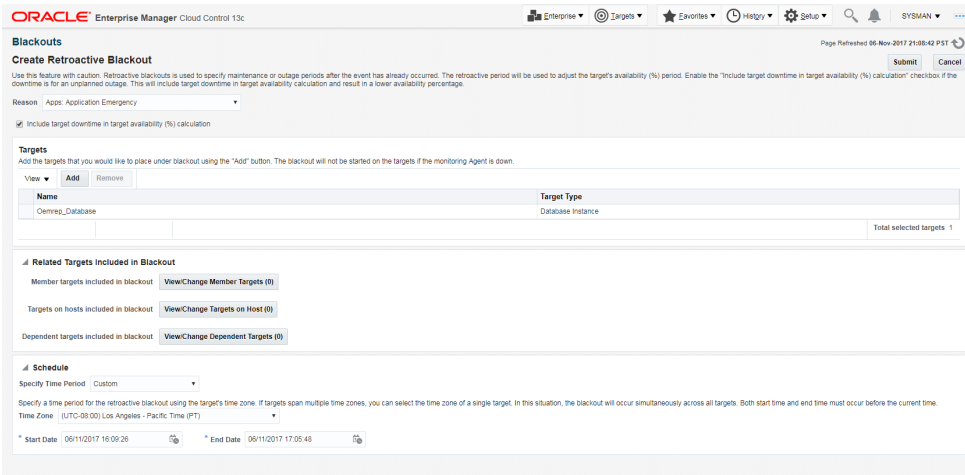 ORACLE Enterprise Manager Cloud Control 13c
Enterprise Targets Favorites History Setup SYSMAN
Blackouts
Page Refreshed 06-Nov-2017 21:08:42 PST
Create Retroactive Blackout
Submit Cancel
Use this feature with caution. Retroactive blackouts is used to specify maintenance or outage periods after the event has already occurred. The retroactive period will be used to adjust the target's availability (%) period. Enable the "Include target downtime in target availability (%) calculation" checkbox if the
downtime is for an unplanned outage. This will include target downtime in target availability calculation and result in a lower availability percentage.
Reason Apps: Application Emergency
Include target downtime in target availability (%) calculation
Targets
Add the targets that you would like to place under blackout using the "Add" button. The blackout will not be started on the targets if the monitoring Agent is down.
View Add Remove
Name Target Type
Oemrep_Database Database Instance
Total selected targets 1
Related Targets Included in Blackout
Member targets included in blackout View/Change Member Targets (0)
Targets on hosts included in blackout View/Change Targets on Host (0)
Dependent targets included in blackout View/Change Dependent Targets (0)
Schedule
Specify Time Period Custom
Specify a time period for the retroactive blackout using the target's time zone. If targets span multiple time zones, you can select the time zone of a single target. In this situation, the blackout will occur simultaneously across all targets. Both start time and end time must occur before the current time.
Time Zone (UTC-08:00) Los Angeles - Pacific Time (PT)
* Start Date 06/11/2017 16:09:26 * End Date 06/11/2017 17:05:48